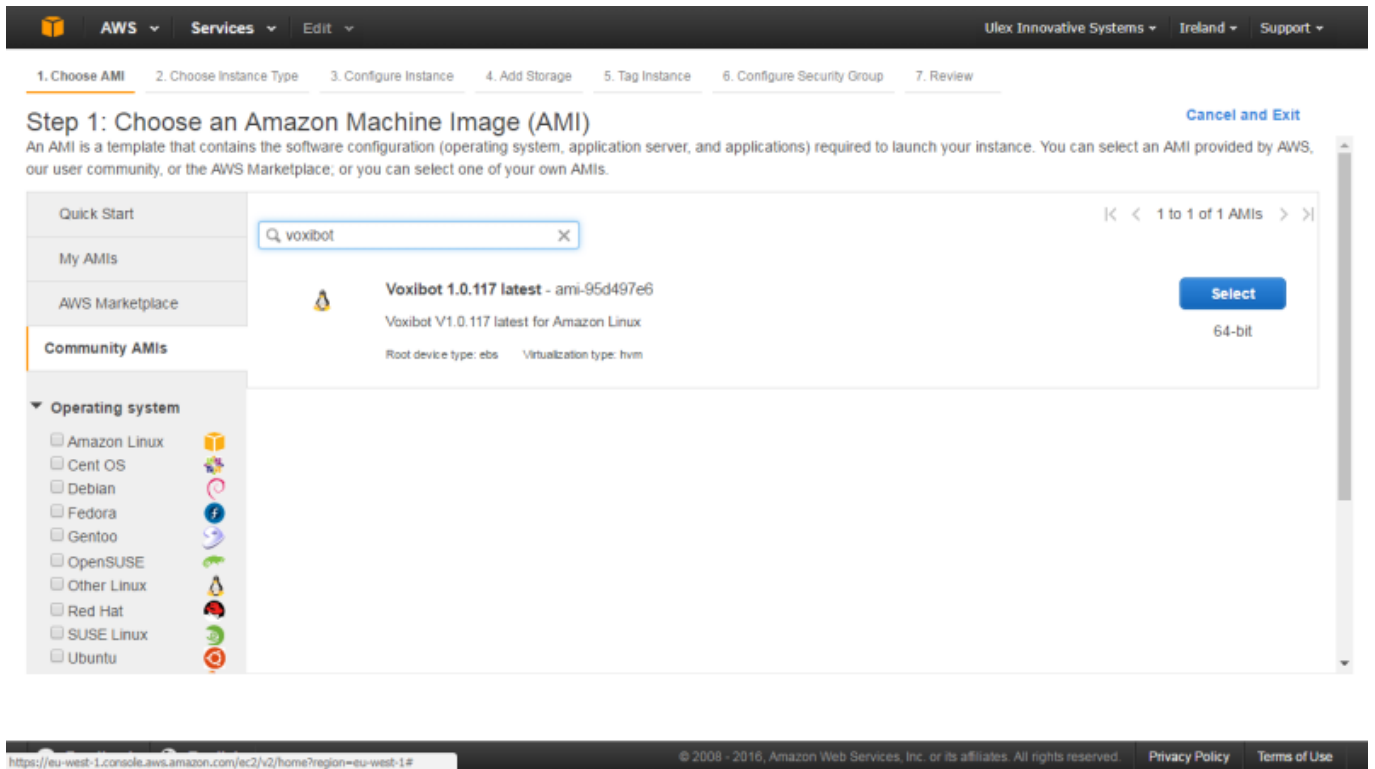 AWS Services Edit Ulex Innovative Systems Ireland Support
1. Choose AMI 2. Choose Instance Type 3. Configure Instance 4. Add Storage 5. Tag Instance 6. Configure Security Group 7. Review
Step 1: Choose an Amazon Machine Image (AMI)
Cancel and Exit
An AMI is a template that contains the software configuration (operating system, application server, and applications) required to launch your instance. You can select an AMI provided by AWS,
our user community, or the AWS Marketplace; or you can select one of your own AMIs.
Quick Start
My AMIs
AWS Marketplace
Community AMIs
Operating system
Amazon Linux
Cent OS
Debian
Fedora
Gentoo
OpenSUSE
Other Linux
Red Hat
SUSE Linux
Ubuntu
voxibot
1 to 1 of 1 AMIs
Voxibot 1.0.117 latest - ami-95d497e6
Voxibot V1.0.117 latest for Amazon Linux
Root device type: ebs Virtualization type: hvm
Select
64-bit
https://eu-west-1.console.aws.amazon.com/ec2/v2/home?region=eu-west-1#
© 2008 - 2016, Amazon Web Services, Inc. or its affiliates. All rights reserved. Privacy Policy Terms of Use